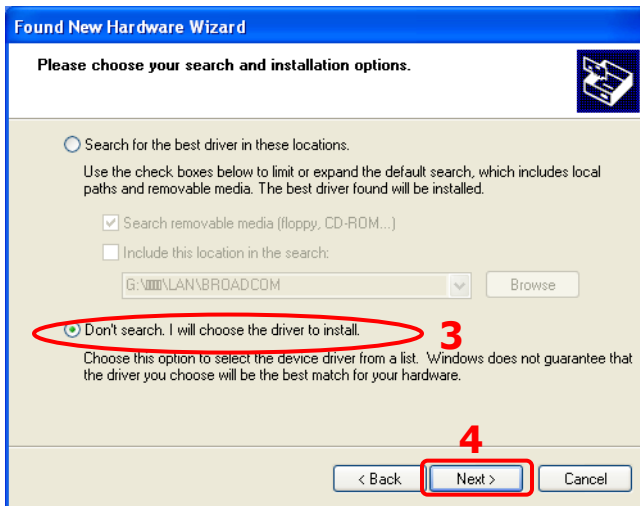 Found New Hardware Wizard
Please choose your search and installation options.
Search for the best driver in these locations.
Use the check boxes below to limit or expand the default search, which includes local
paths and removable media. The best driver found will be installed.
Search removable media (floppy, CD-ROM...)
Include this location in the search:
G:\ \LAN\BROADCOM
Browse
Don't search. I will choose the driver to install.
3
Choose this option to select the device driver from a list. Windows does not guarantee that
the driver you choose will be the best match for your hardware.
4
< Back
Next >
Cancel